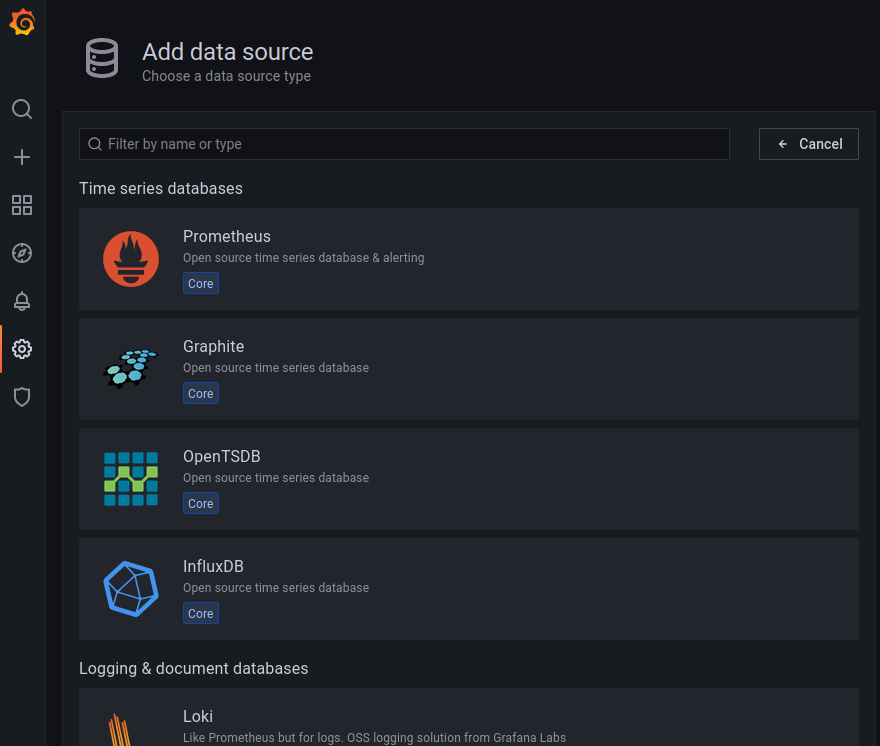 Add data source
Choose a data source type
Filter by name or type
Cancel
Time series databases
Prometheus
Open source time series database & alerting
Core
Graphite
Open source time series database
Core
OpenTSDB
Open source time series database
Core
InfluxDB
Open source time series database
Core
Logging & document databases
Loki
Like Prometheus but for logs. OSS logging solution from Grafana Labs